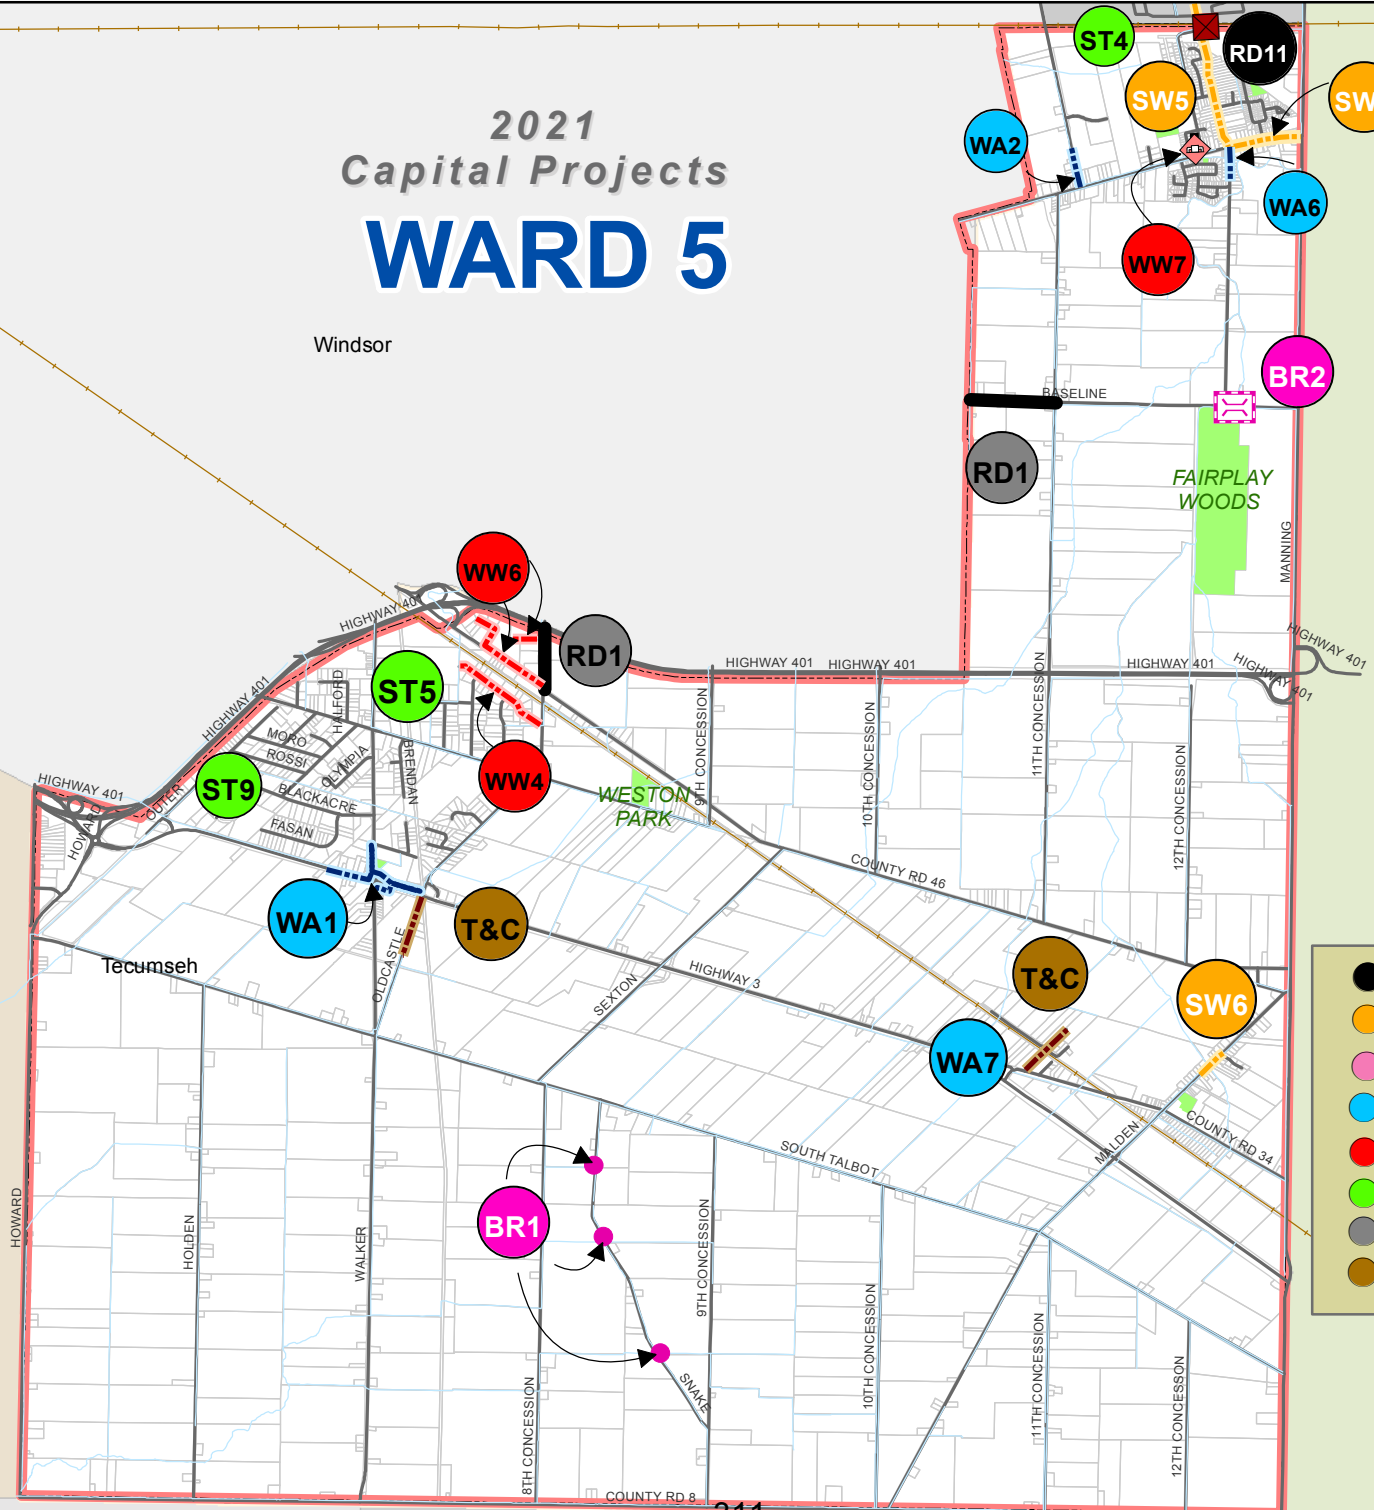 2021
Capital Projects
WARD 5
Windsor
ST4
RD11
SW5
SW
WA2
WA6
WW7
BR2
BASELINE
RD1
FAIRPLAY
WOODS
MANNING
WW6
HIGHWAY 40
RD1
HIGHWAY 401
HIGHWAY 401
HIGHWAY 401
HIGHWAY 401
HIGHWAY 401
ST5
HALFORD
HIGHWAY 401
9TH CONCESSION
10TH CONCESSION
11TH CONCESSION
12TH CONCESSION
MORO
ROSSI
OLYMPIA
BRENDAN
WW4
ST9
BLACKACRE
FASAN
HIGHWAY 401
OUTER
HOWARD
WESTON
PARK
COUNTY RD 46
WA1
T&C
OLDCASTLE
Tecumseh
HIGHWAY 3
SEXTON
T&C
SW6
WA7
MALDEN
COUNTY RD 34
SOUTH TALBOT
HOWARD
HOLDEN
WALKER
BR1
9TH CONCESSION
10TH CONCESSION
11TH CONCESSION
12TH CONCESSON
8TH CONCESSION
SNAKE
COUNTY RD 8